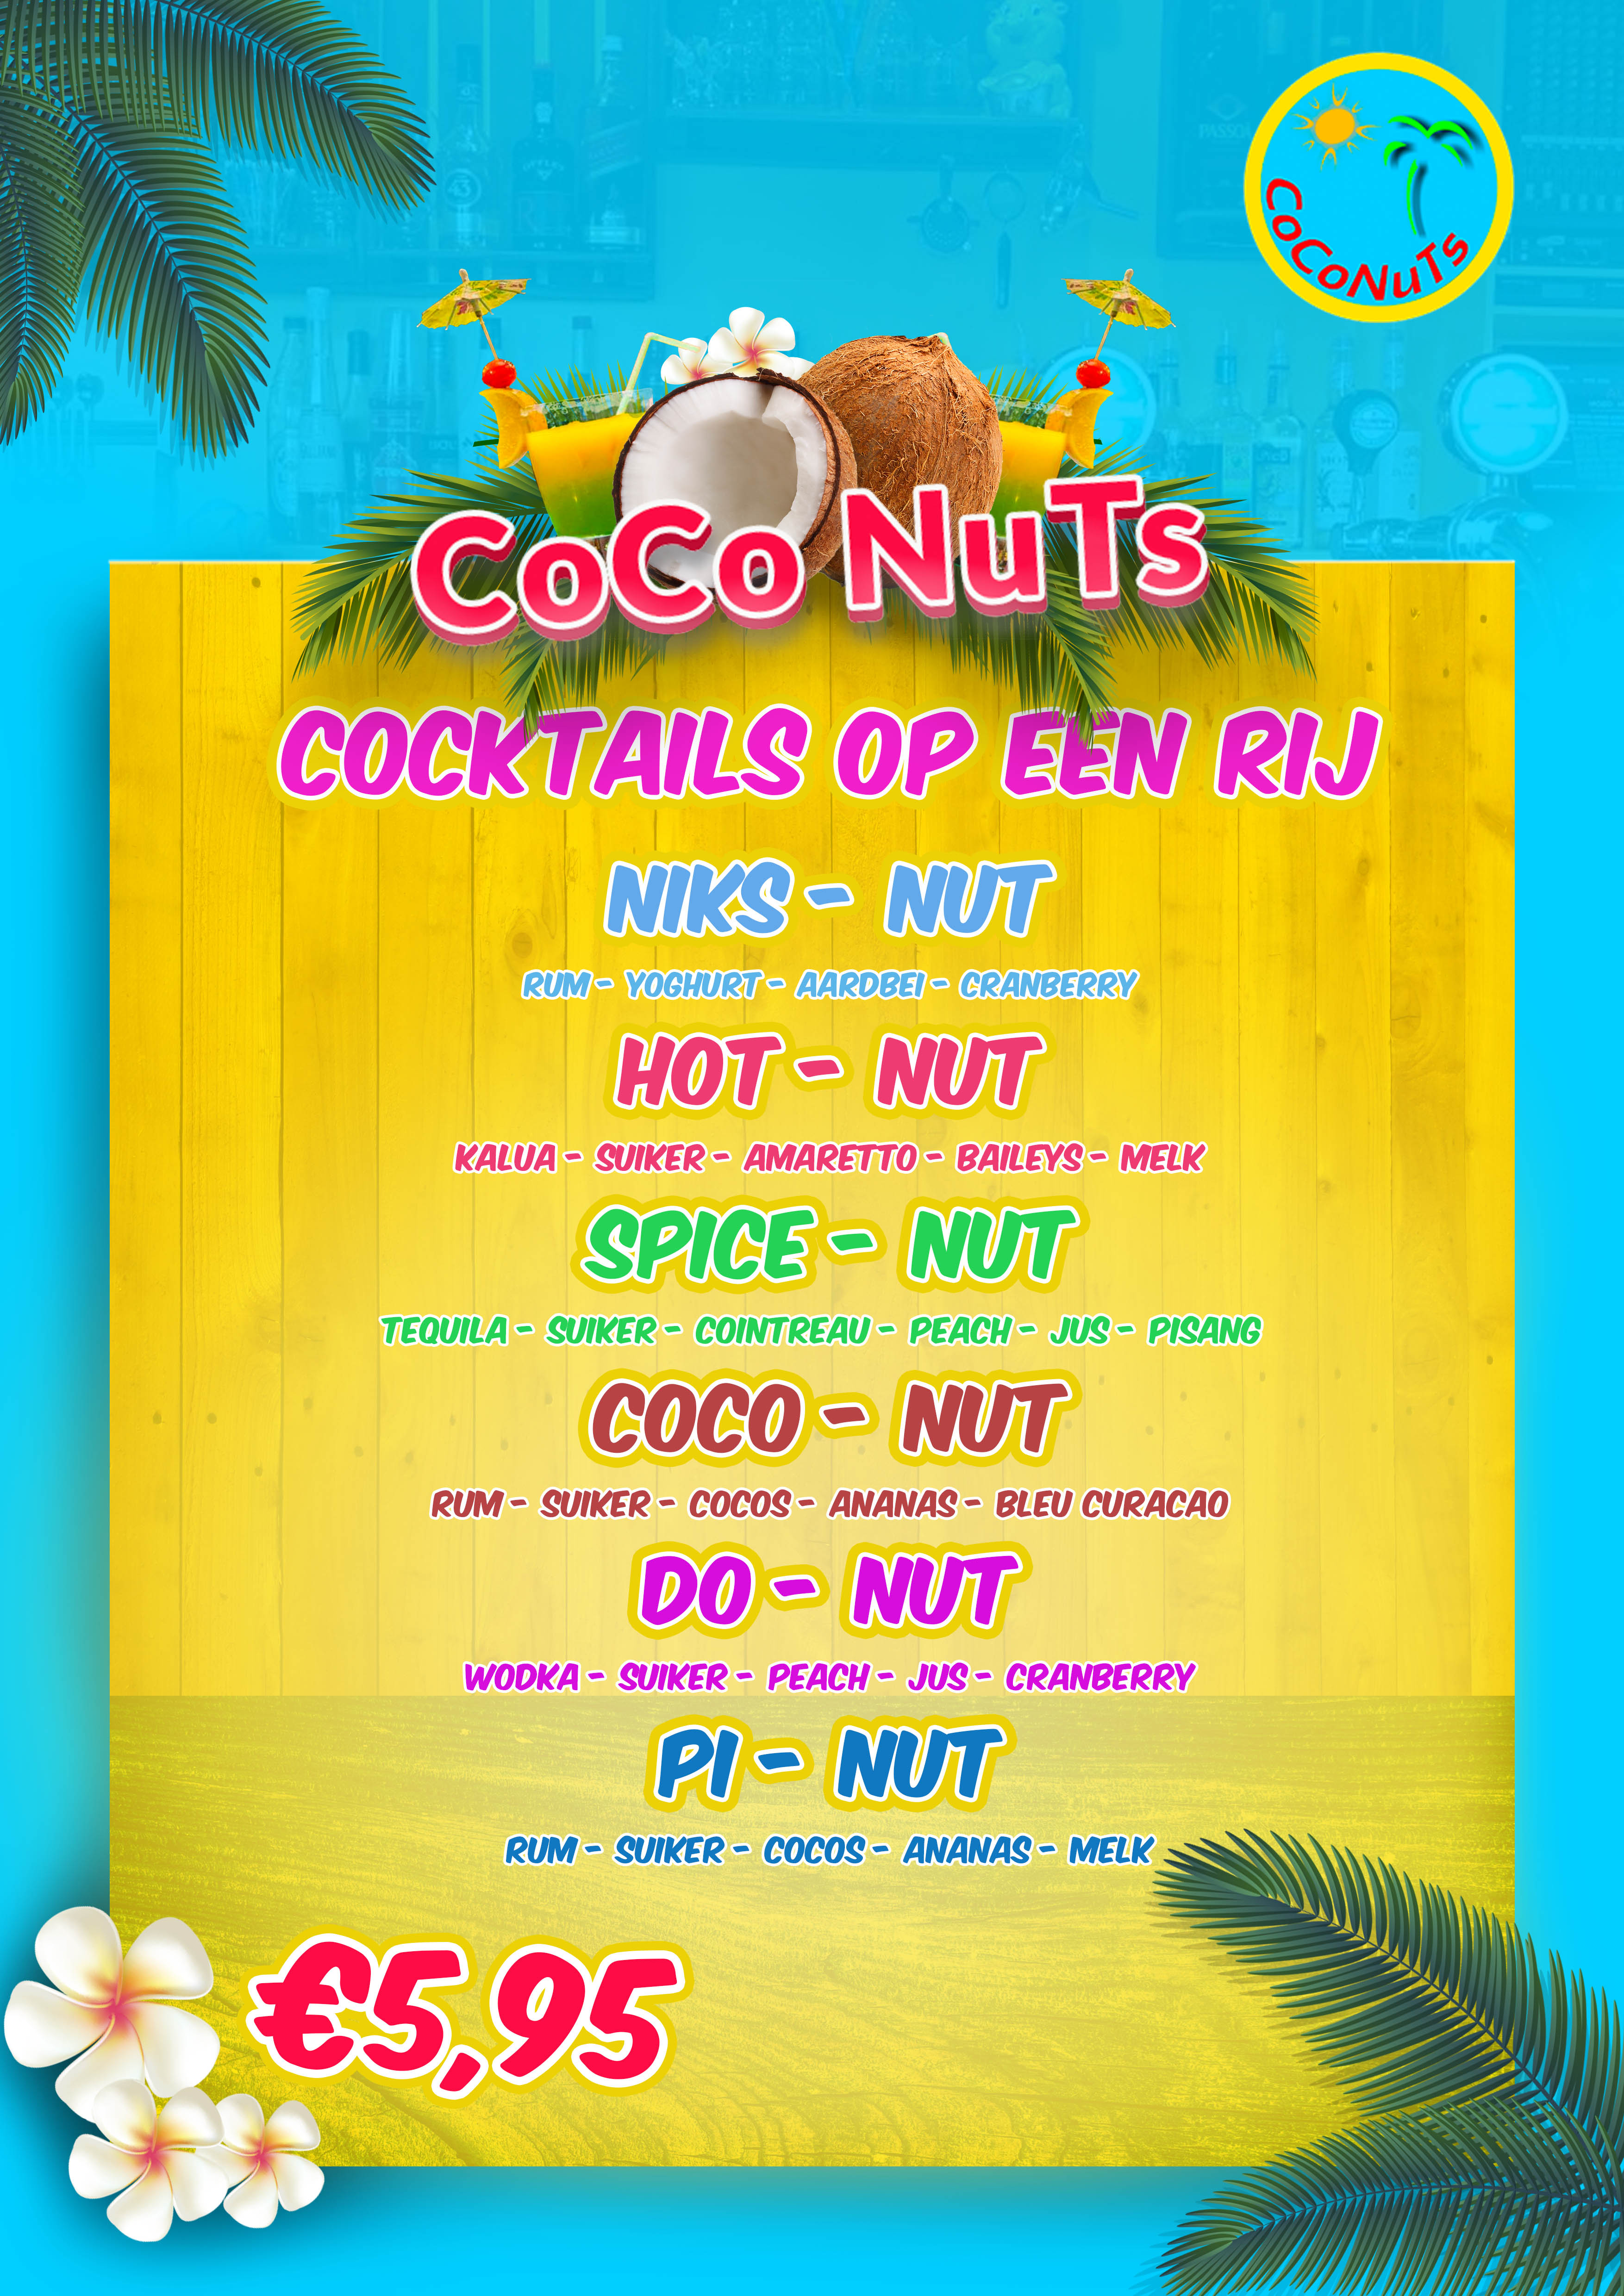 CoCoNuTs
CoCo NuTs
COCKTAILS OP EEN RIJ
NIKS - NUT
RUM - YOGHURT - AARDBEI - CRANBERRY
HOT - NUT
KALUA - SUIKER - AMARETTO - BAILEYS - MELK
SPICE - NUT
TEQUILA - SUIKER - COINTREAU - PEACH - JUS - PISANG
COCO - NUT
RUM - SUIKER - COCOS - ANANAS - BLEU CURACAO
DO - NUT
WODKA - SUIKER - PEACH - JUS - CRANBERRY
PI - NUT
RUM - SUIKER - COCOS - ANANAS - MELK
€5,95